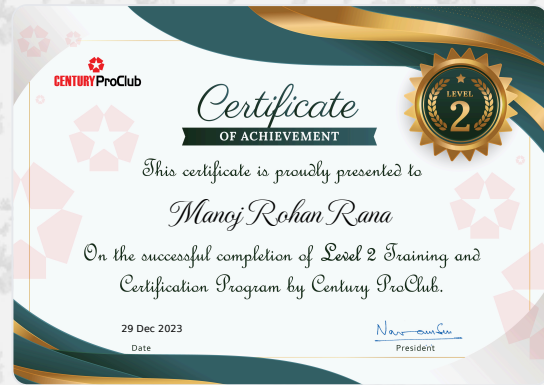 CENTURY ProClub
LEVEL
2
Certificate
OF ACHIEVEMENT
This certificate is proudly presented to
Manoj Rohan Rana
On the successful completion of Level 2 Training and
Certification Program by Century ProClub.
29 Dec 2023
Date
President